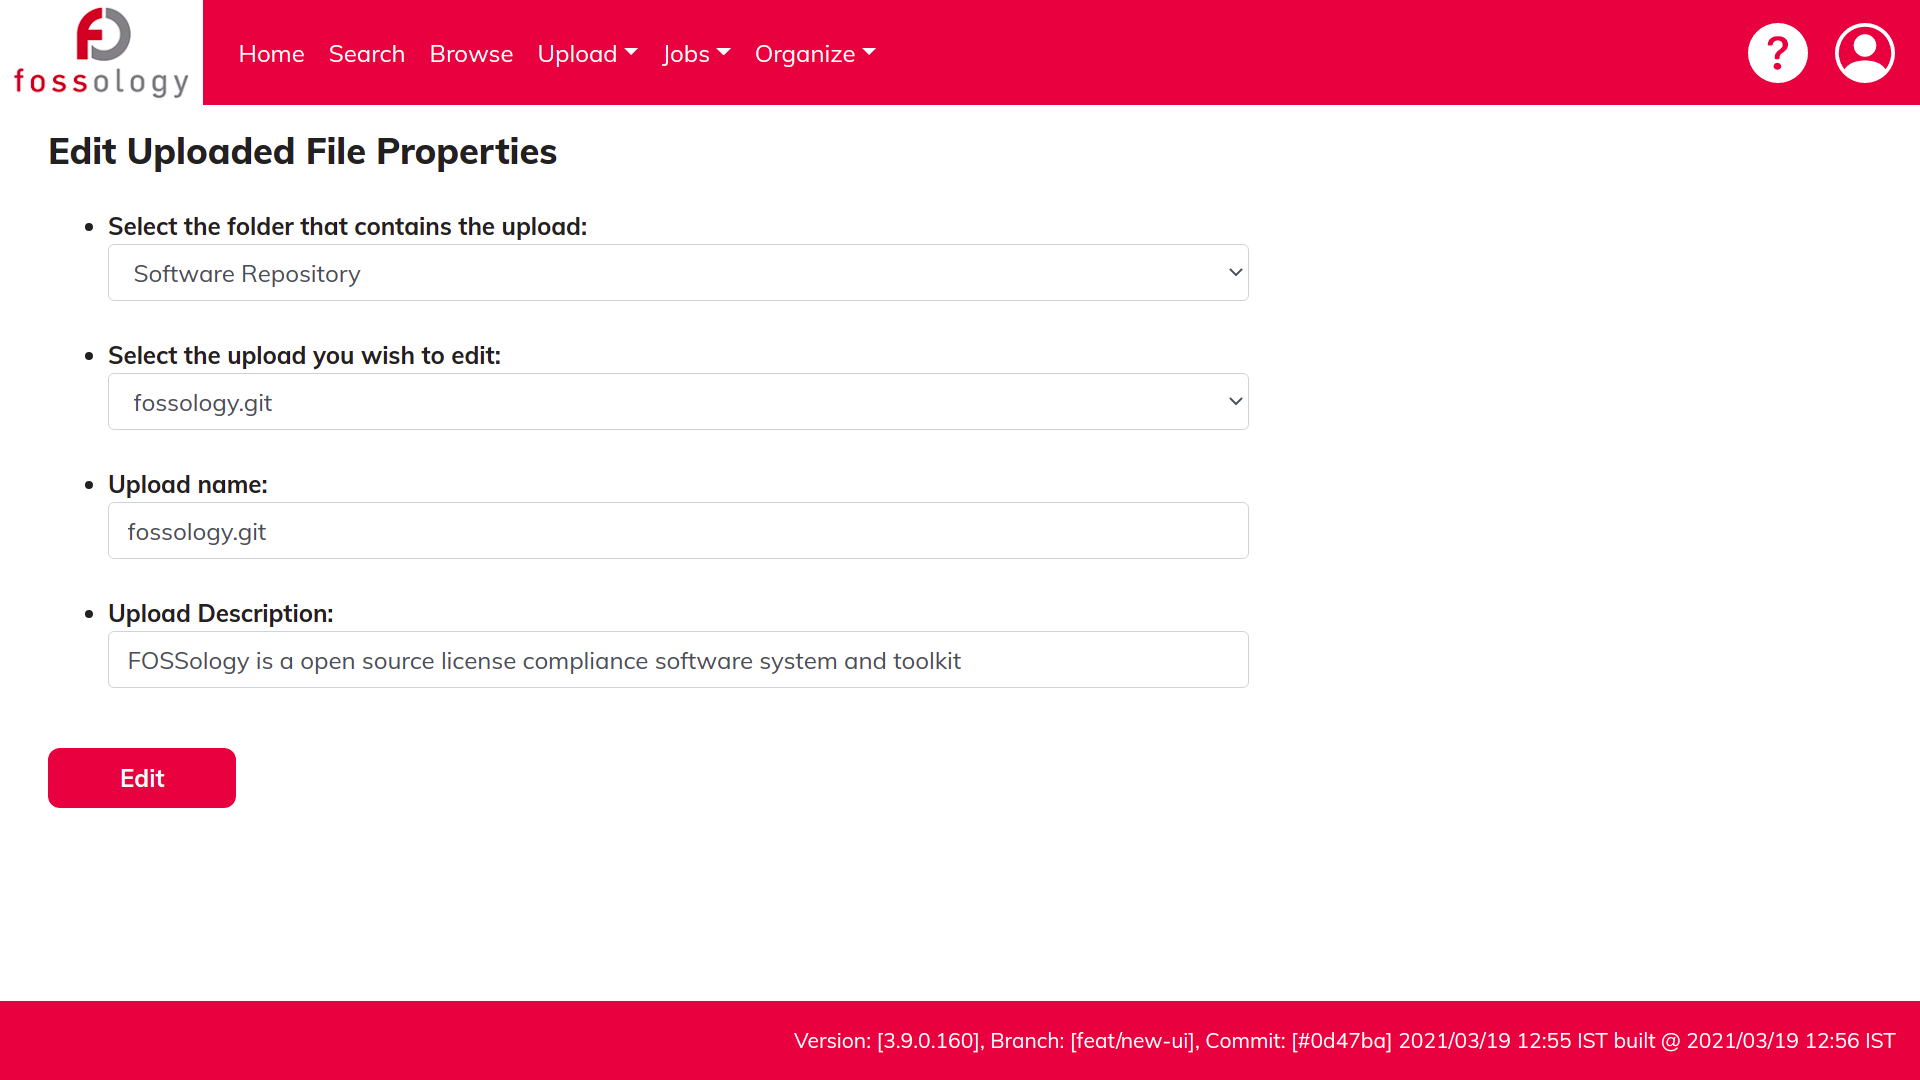 fossology
Home Search Browse Upload Jobs Organize
?
Edit Uploaded File Properties
Select the folder that contains the upload:
Software Repository
Select the upload you wish to edit:
fossology.git
Upload name:
fossology.git
Upload Description:
FOSSology is a open source license compliance software system and toolkit
Edit
Version: [3.9.0.160], Branch: [feat/new-ui], Commit: [#0d47ba] 2021/03/19 12:55 IST built @ 2021/03/19 12:56 IST